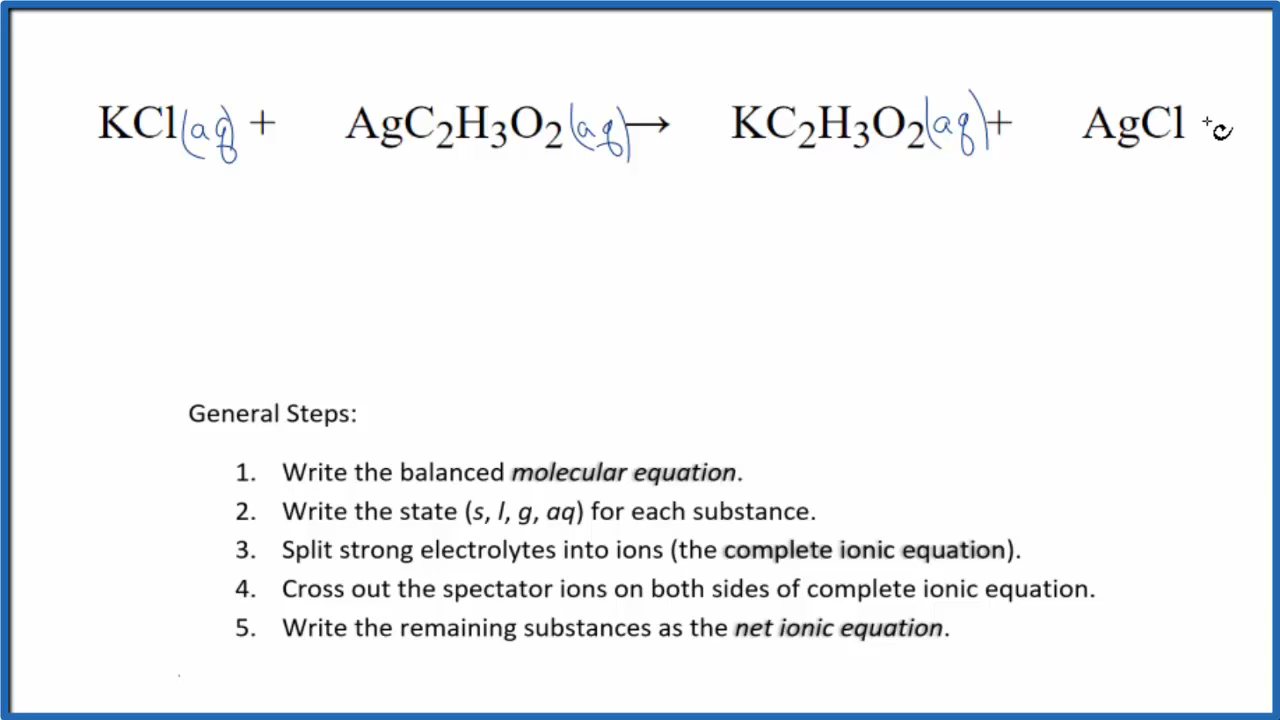 KCl(aq) + AgC₂H₃O₂(aq) → KC₂H₃O₂(aq) + AgCl
General Steps:
1. Write the balanced molecular equation.
2. Write the state (s, l, g, aq) for each substance.
3. Split strong electrolytes into ions (the complete ionic equation).
4. Cross out the spectator ions on both sides of complete ionic equation.
5. Write the remaining substances as the net ionic equation.